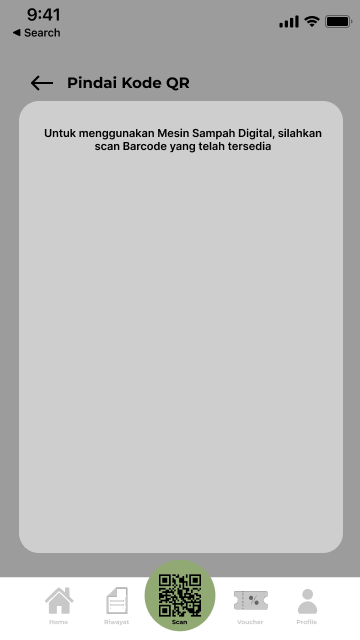 9:41
◀ Search
Pindai Kode QR
Untuk menggunakan Mesin Sampah Digital, silahkan
scan Barcode yang telah tersedia
Home
Riwayat
Scan
Voucher
Profile